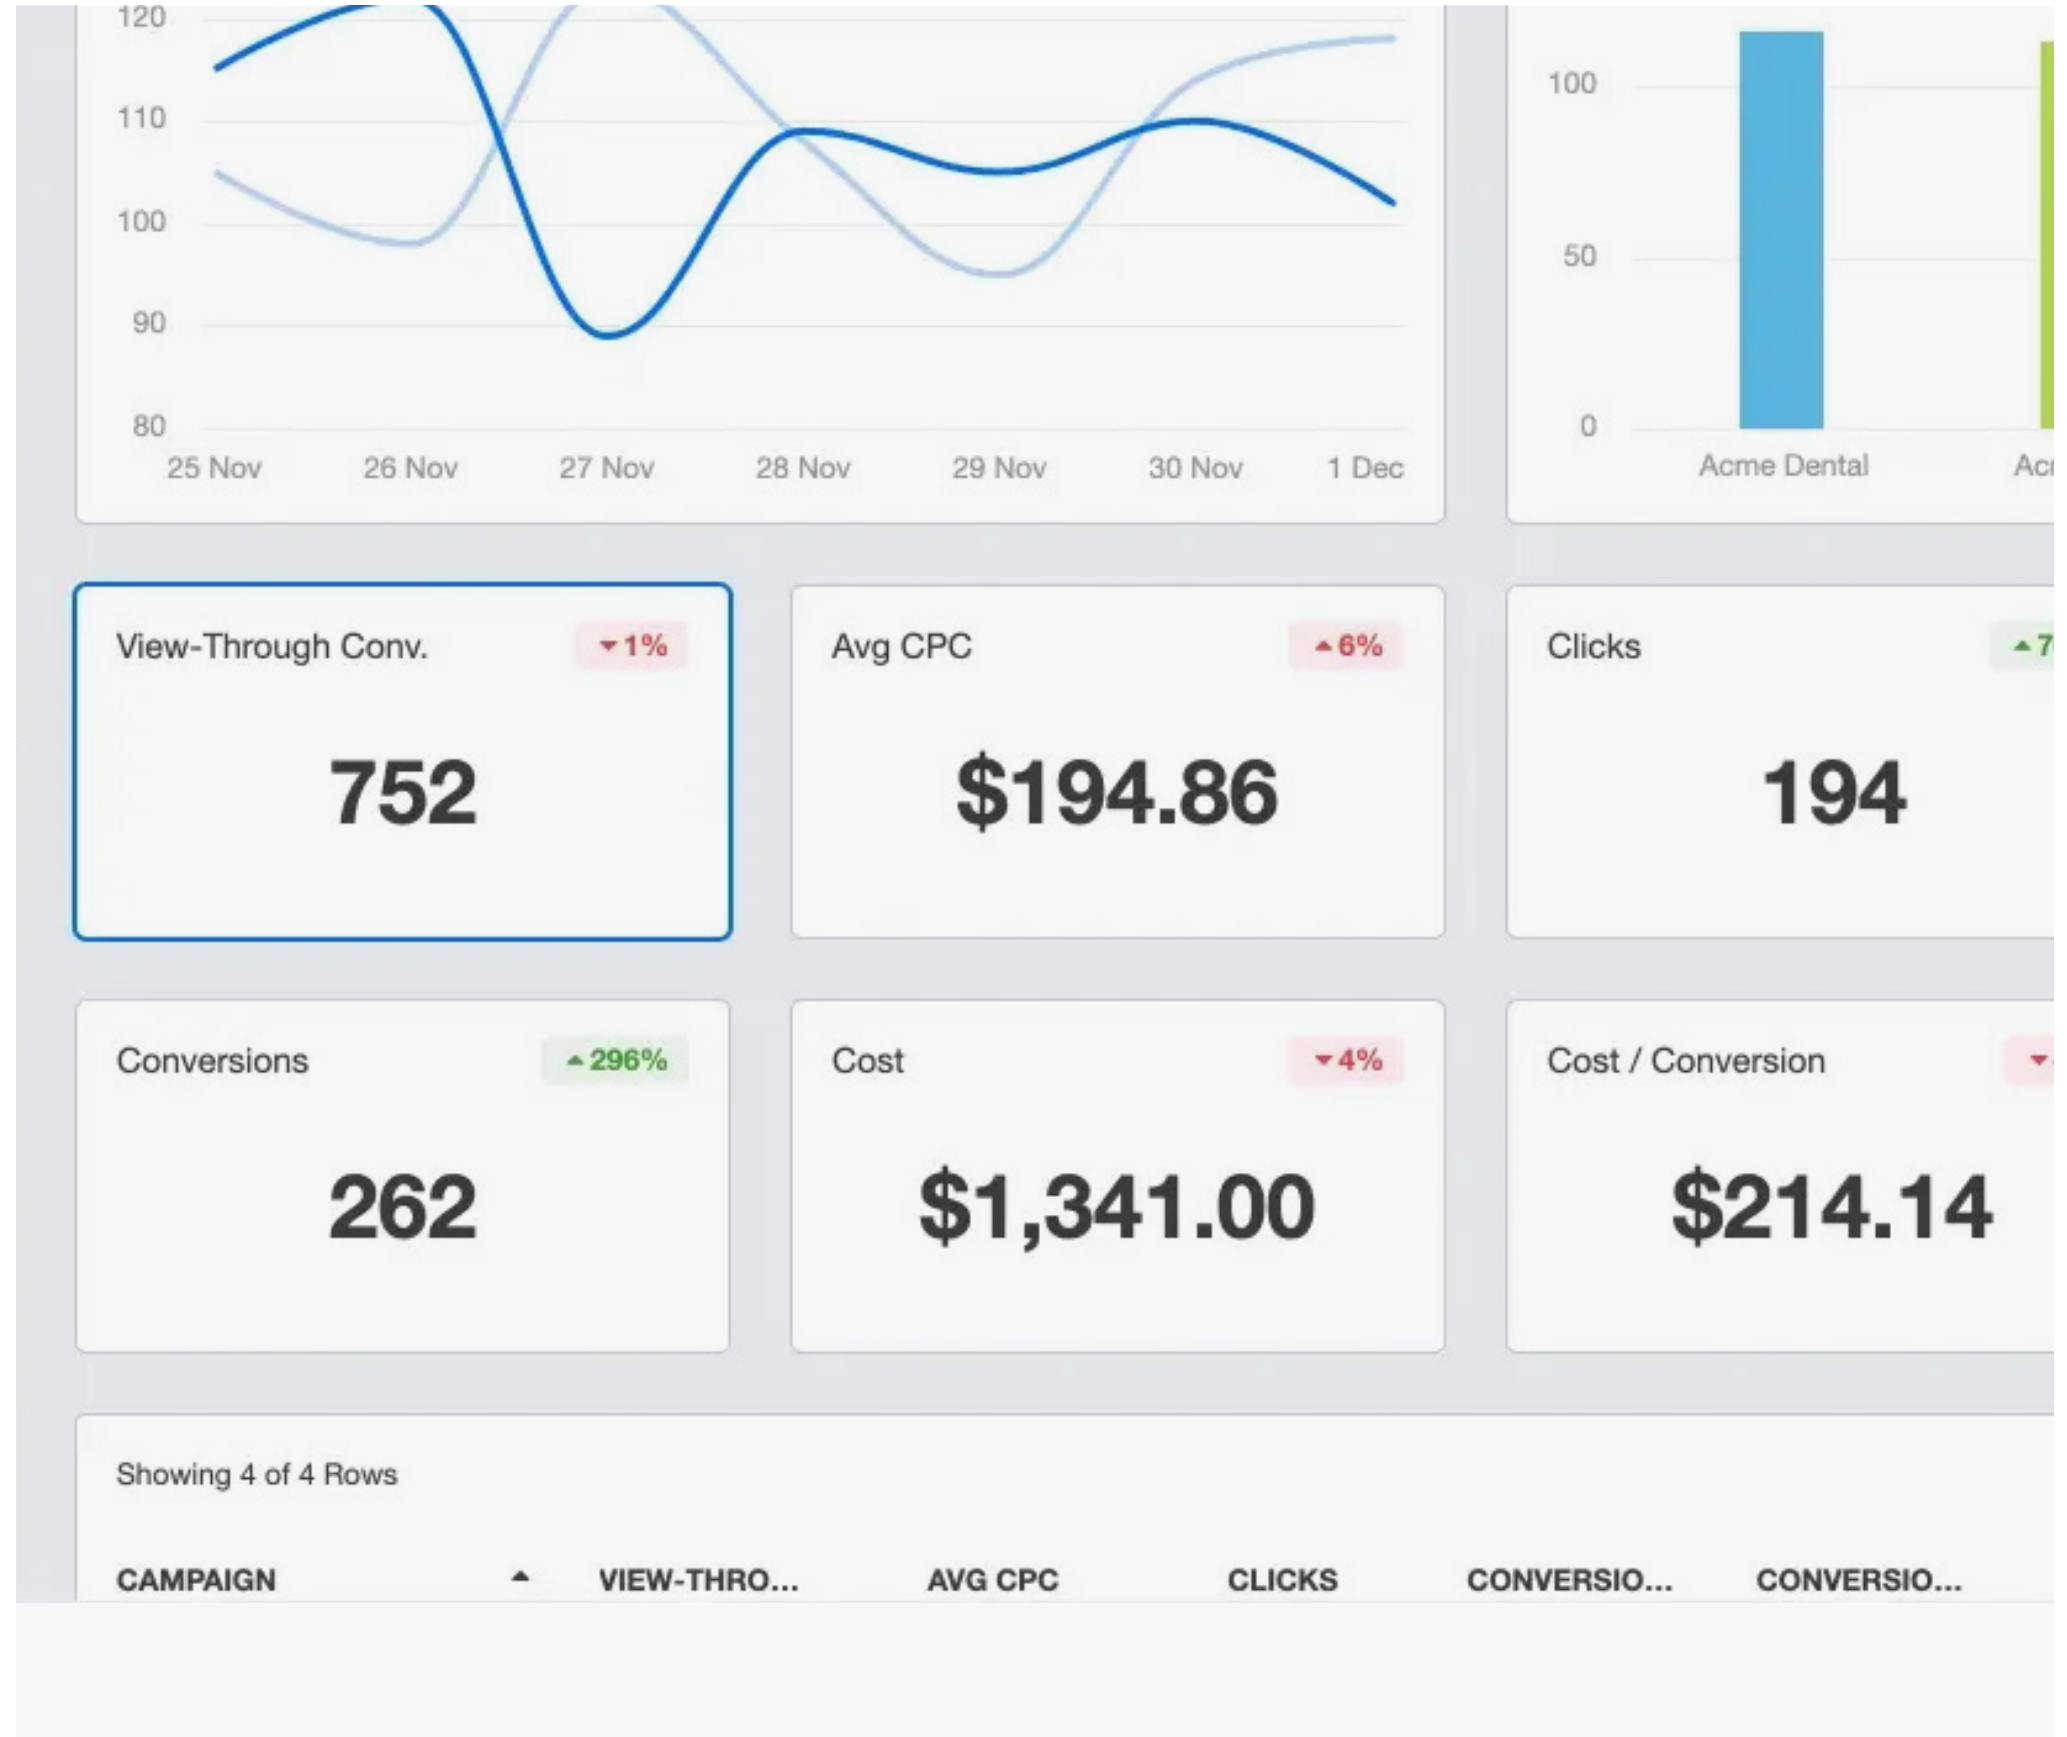 120
110
100
90
80
25 Nov 26 Nov 27 Nov 28 Nov 29 Nov 30 Nov 1 Dec
100
50
0
Acme Dental
View-Through Conv. ▼1%
752
Avg CPC ▲6%
$194.86
Clicks ▲
194
Conversions ▲296%
262
Cost ▼4%
$1,341.00
Cost / Conversion ▼
$214.14
Showing 4 of 4 Rows
CAMPAIGN ▲ VIEW-THRO... AVG CPC CLICKS CONVERSIO... CONVERSIO...